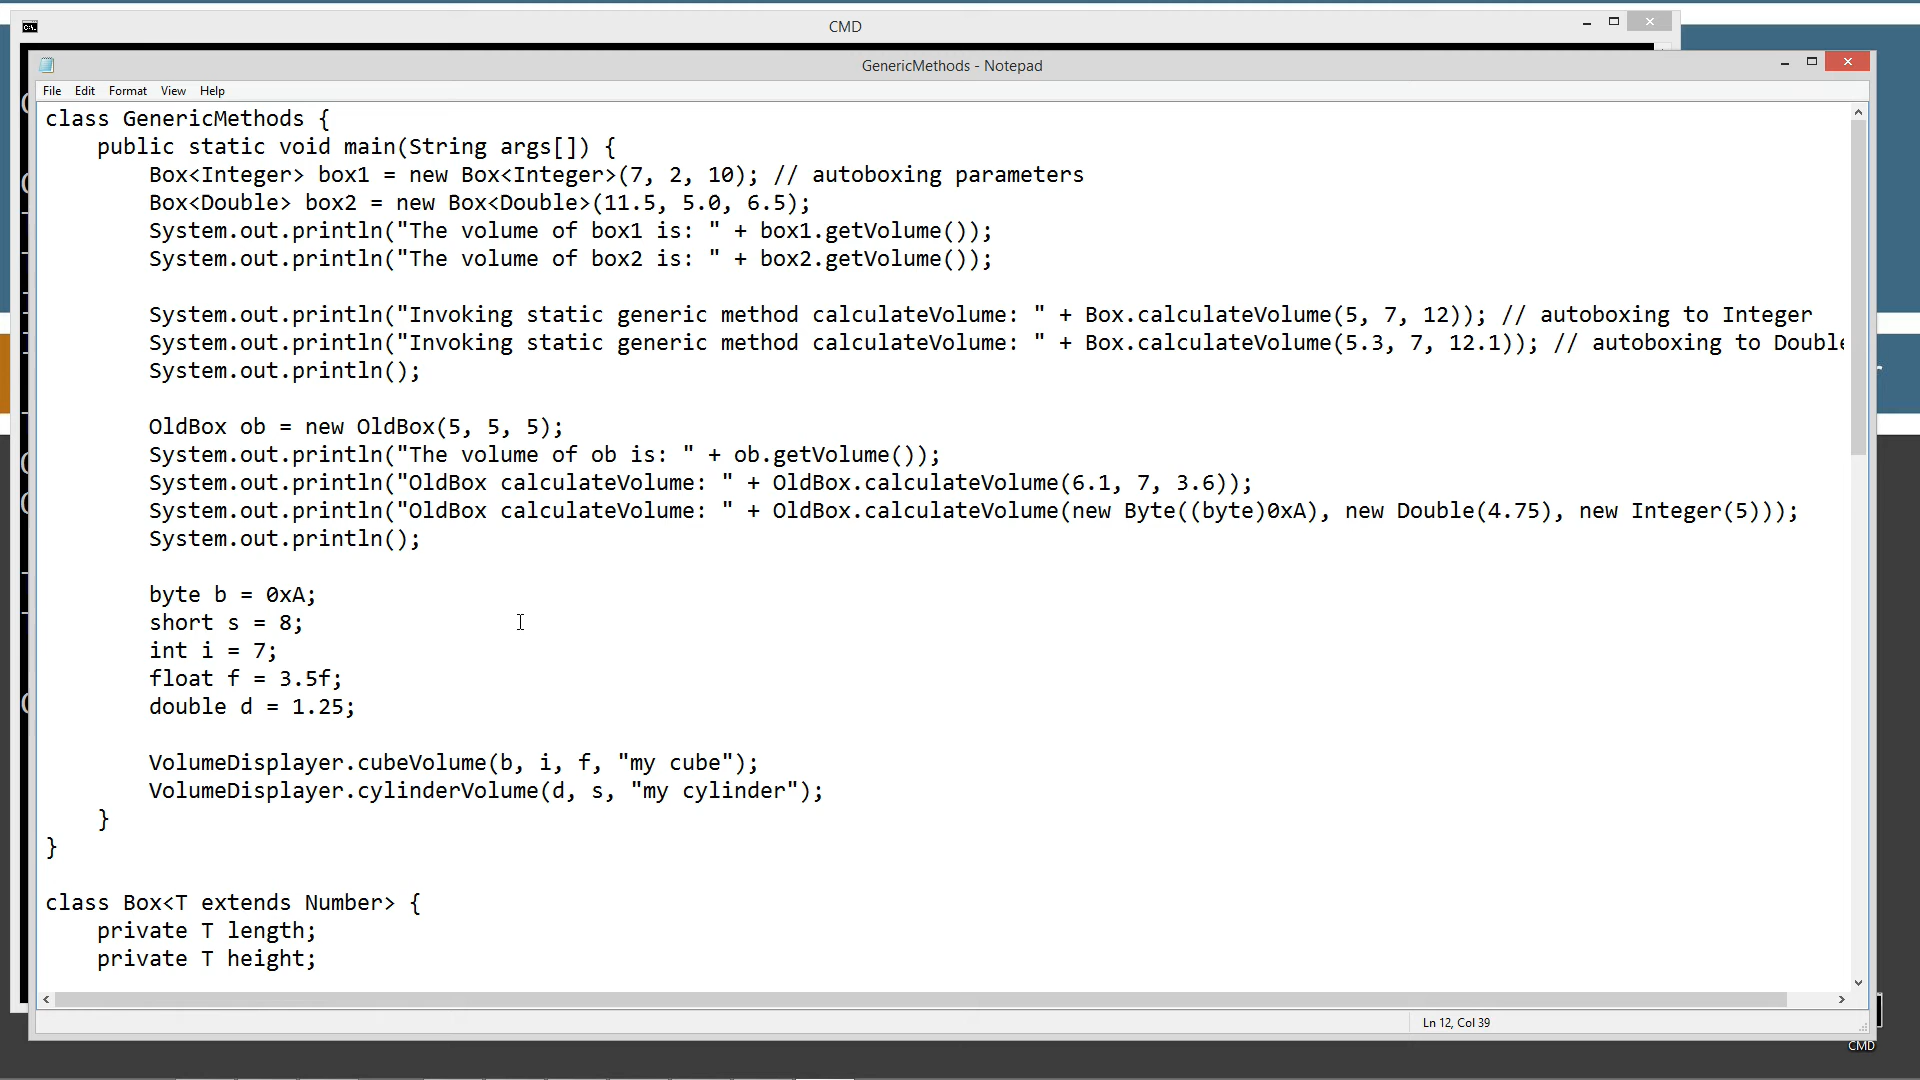 CMD
GenericMethods - Notepad
File Edit Format View Help
class GenericMethods {
    public static void main(String args[]) {
        Box<Integer> box1 = new Box<Integer>(7, 2, 10); // autoboxing parameters
        Box<Double> box2 = new Box<Double>(11.5, 5.0, 6.5);
        System.out.println("The volume of box1 is: " + box1.getVolume());
        System.out.println("The volume of box2 is: " + box2.getVolume());

        System.out.println("Invoking static generic method calculateVolume: " + Box.calculateVolume(5, 7, 12)); // autoboxing to Integer
        System.out.println("Invoking static generic method calculateVolume: " + Box.calculateVolume(5.3, 7, 12.1)); // autoboxing to Double
        System.out.println();

        OldBox ob = new OldBox(5, 5, 5);
        System.out.println("The volume of ob is: " + ob.getVolume());
        System.out.println("OldBox calculateVolume: " + OldBox.calculateVolume(6.1, 7, 3.6));
        System.out.println("OldBox calculateVolume: " + OldBox.calculateVolume(new Byte((byte)0xA), new Double(4.75), new Integer(5)));
        System.out.println();

        byte b = 0xA;
        short s = 8;
        int i = 7;
        float f = 3.5f;
        double d = 1.25;

        VolumeDisplayer.cubeVolume(b, i, f, "my cube");
        VolumeDisplayer.cylinderVolume(d, s, "my cylinder");
    }
}

class Box<T extends Number> {
    private T length;
    private T height;
Ln 12, Col 39
CMD